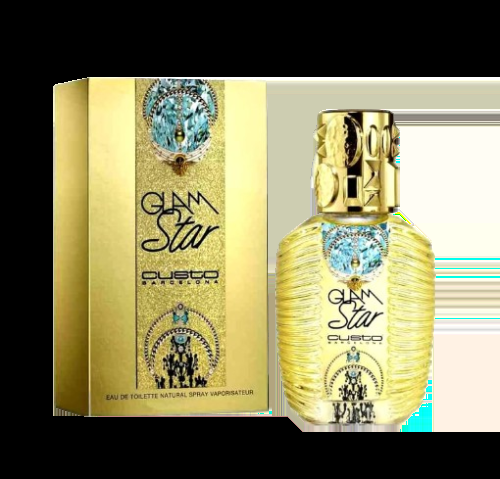 GLAM
Star
CUSTO
BARCELONA
EAU DE TOILETTE NATURAL SPRAY VAPORISATEUR
GLAM
Star
CUSTO
BARCELONA